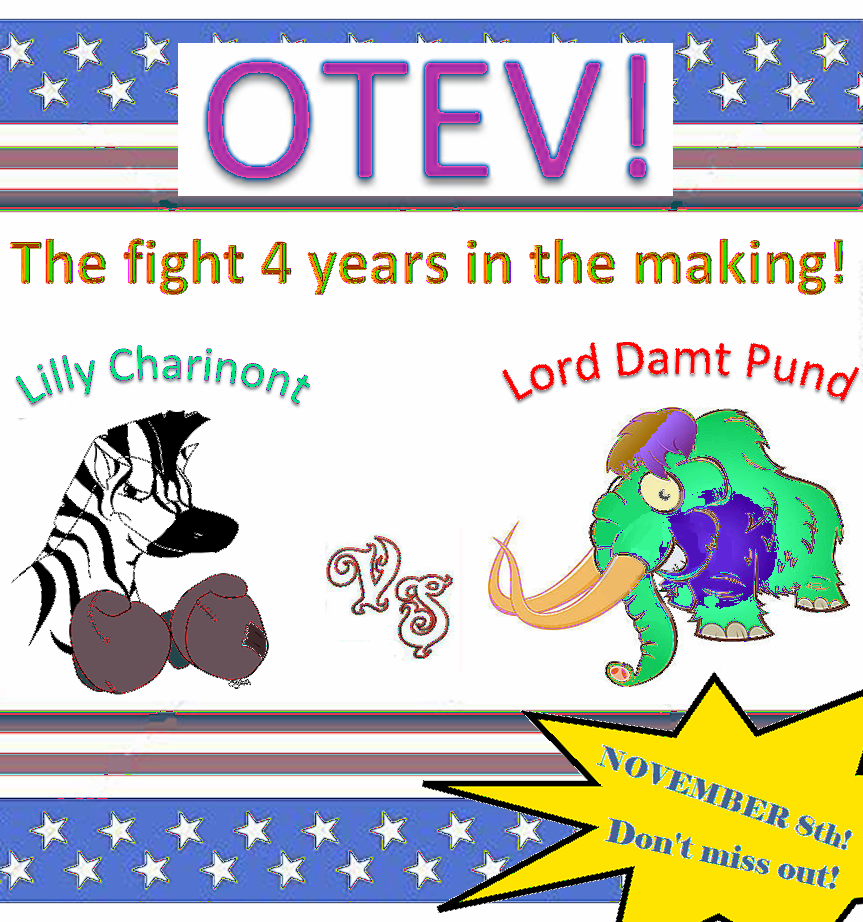 OTEV!
The fight 4 years in the making!
Lilly Charinont
Lord Damt Pund
VS
NOVEMBER 8th!
Don't miss out!